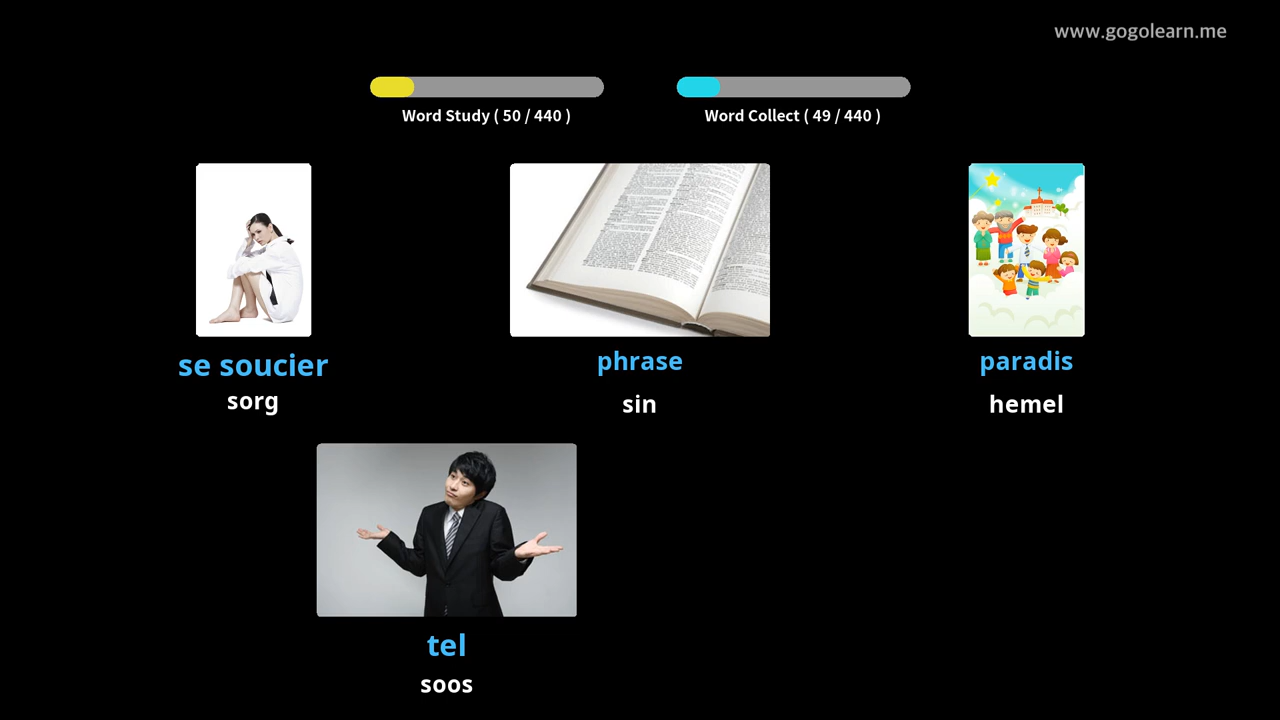 www.gogolearn.me
Word Study ( 50 / 440 )
Word Collect ( 49 / 440 )
se soucier
sorg
phrase
sin
paradis
hemel
tel
soos